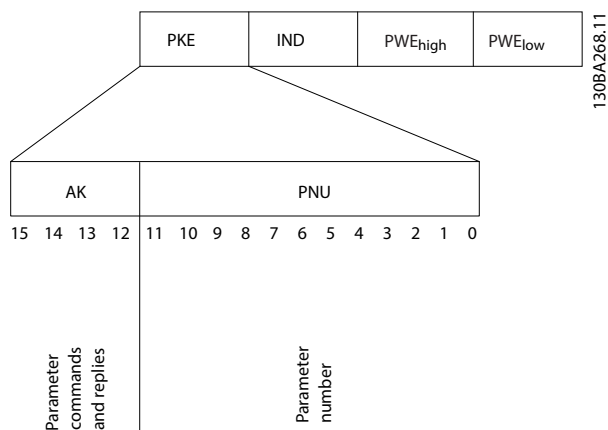 PKE IND PWEhigh PWElow
130BA268.11
AK PNU
15 14 13 12 11 10 9 8 7 6 5 4 3 2 1 0
Parameter
commands
and replies
Parameter
number